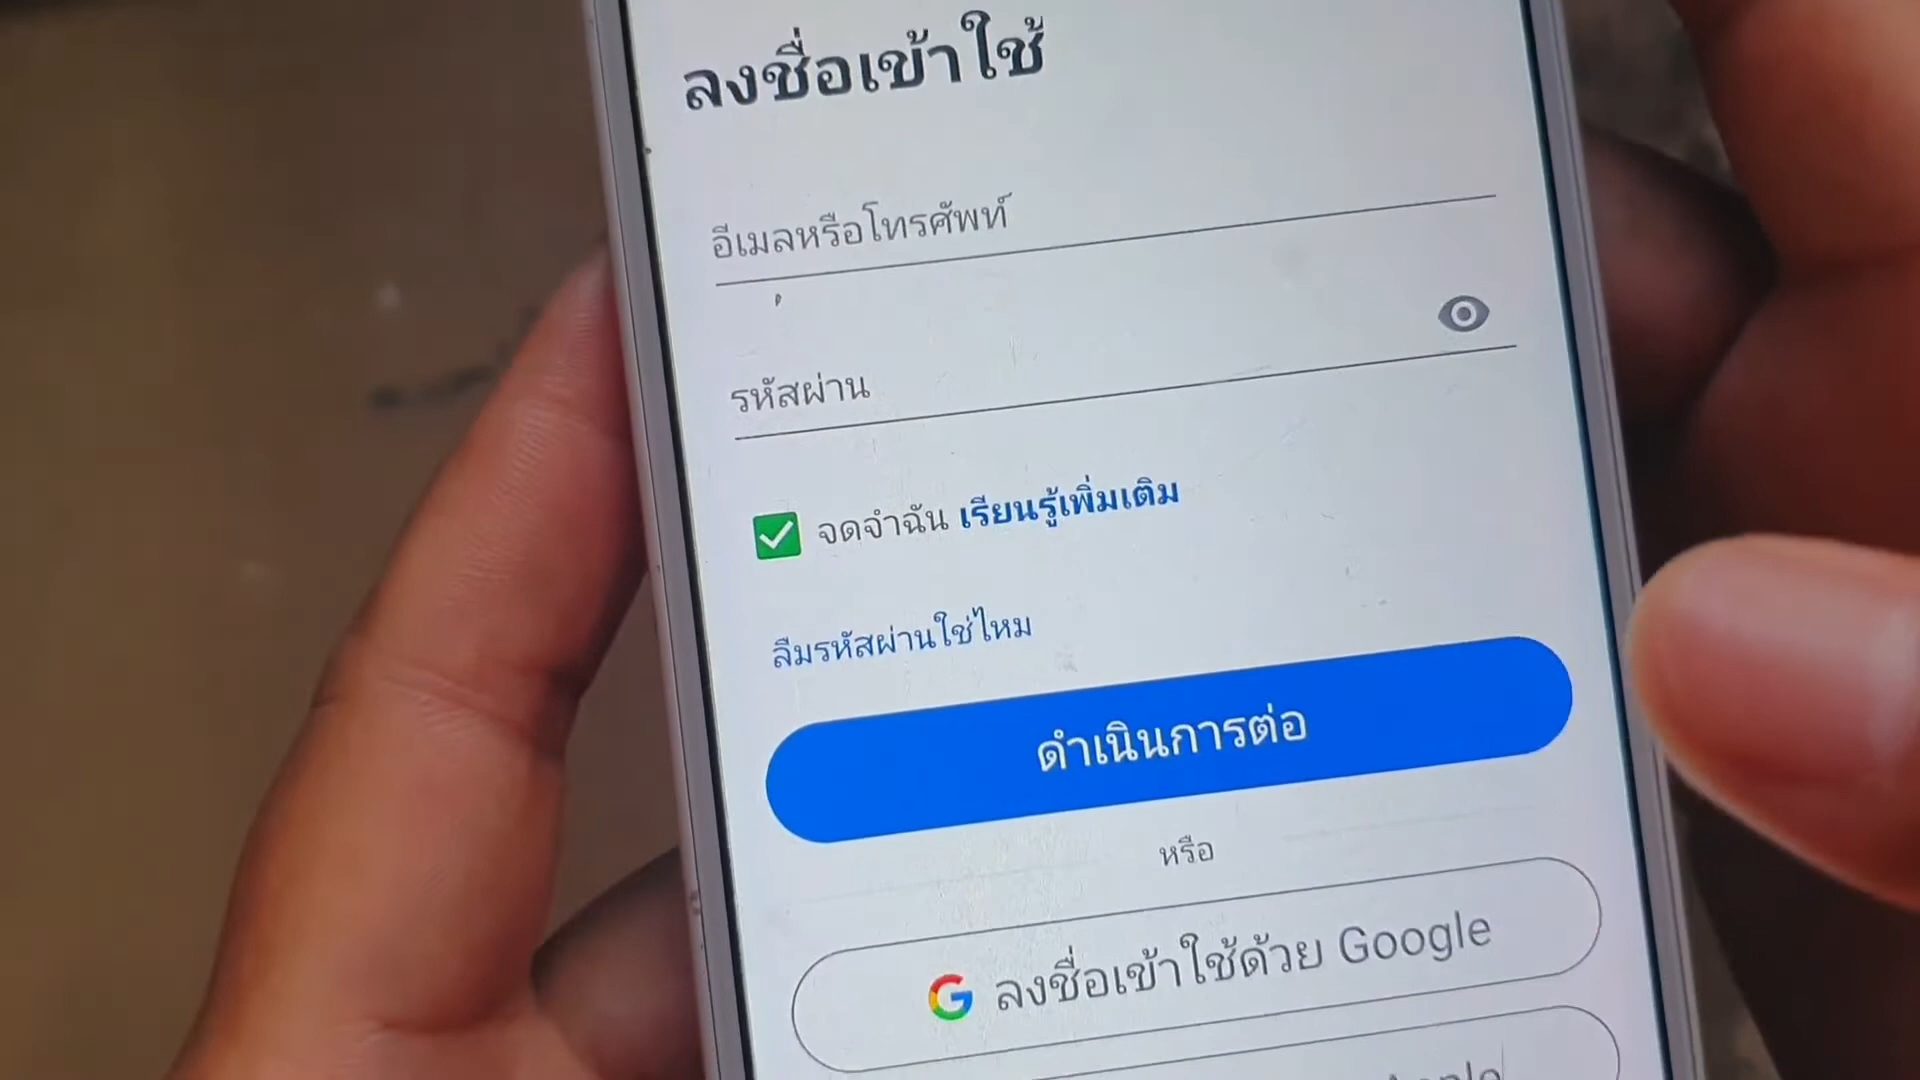 ลงชื่อเข้าใช้
อีเมลหรือโทรศัพท์
รหัสผ่าน
จดจำฉัน เรียนรู้เพิ่มเติม
ลืมรหัสผ่านใช่ไหม
ดำเนินการต่อ
หรือ
ลงชื่อเข้าใช้ด้วย Google